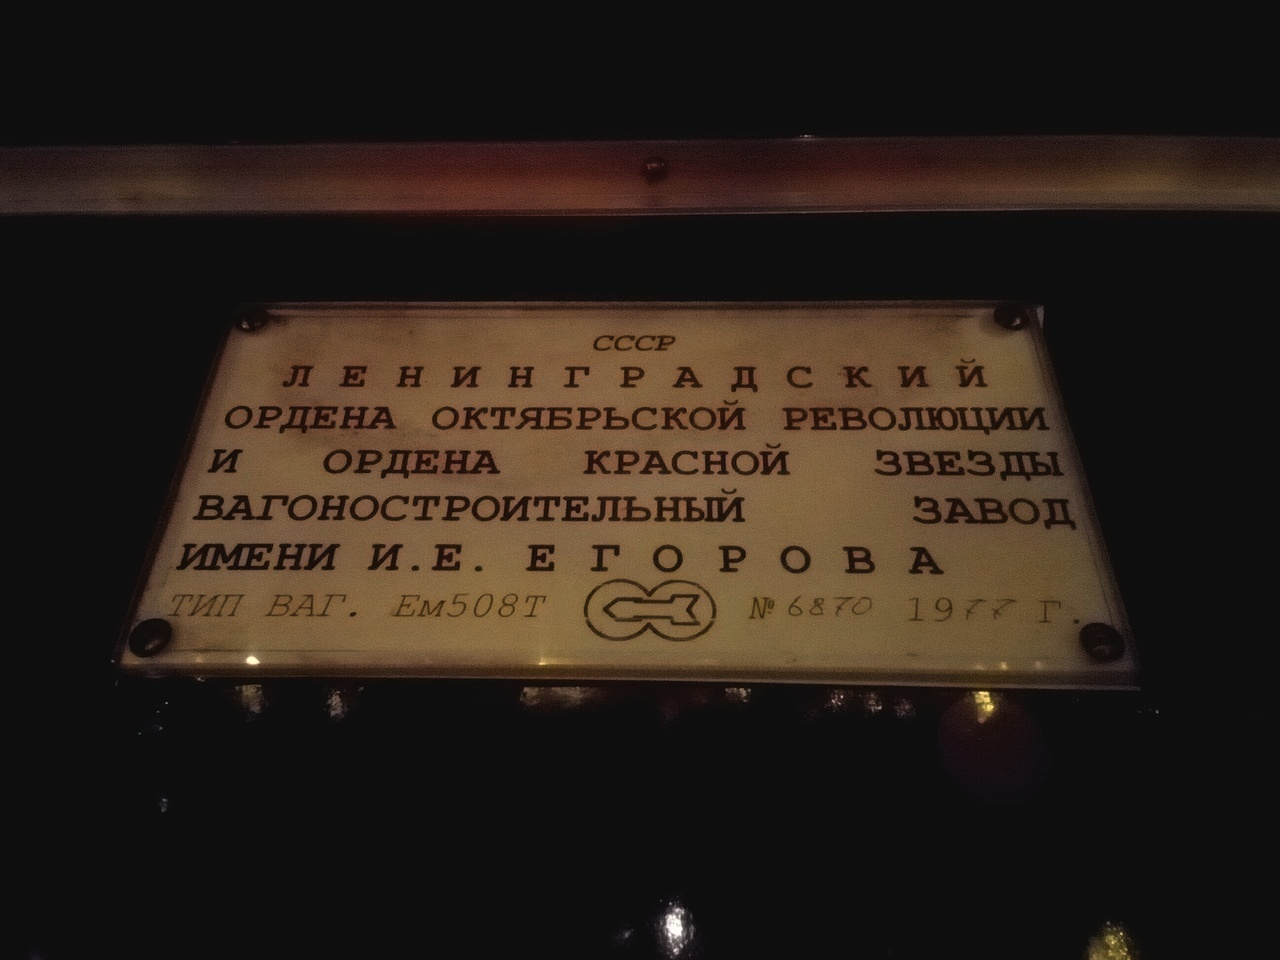 СССР
ЛЕНИНГРАДСКИЙ
ОРДЕНА ОКТЯБРЬСКОЙ РЕВОЛЮЦИИ
И ОРДЕНА КРАСНОЙ ЗВЕЗДЫ
ВАГОНОСТРОИТЕЛЬНЫЙ ЗАВОД
ИМЕНИ И.Е. ЕГОРОВА
ТИП ВАГ. Ем508Т № 6870 1977 Г.